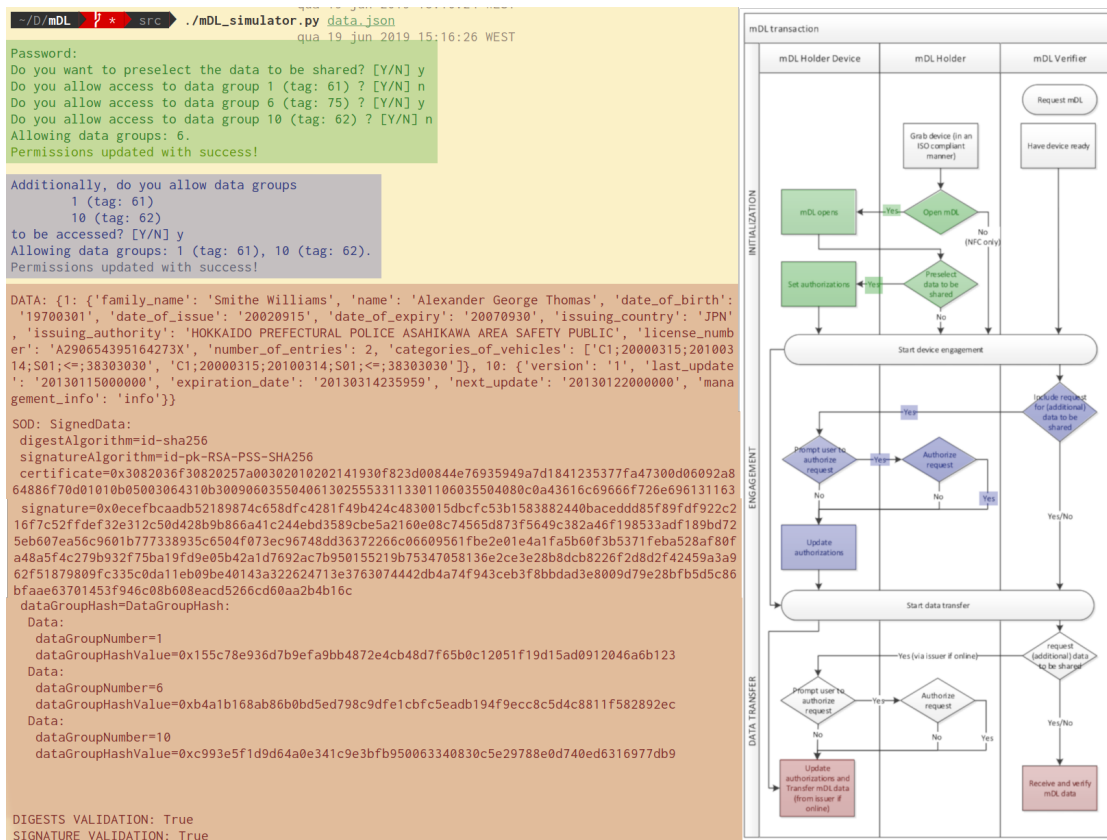 ~/D/mDL * src ./mDL_simulator.py data.json
qua 19 jun 2019 15:16:26 WEST
Password:
Do you want to preselect the data to be shared? [Y/N] y
Do you allow access to data group 1 (tag: 61) ? [Y/N] n
Do you allow access to data group 6 (tag: 75) ? [Y/N] y
Do you allow access to data group 10 (tag: 62) ? [Y/N] n
Allowing data groups: 6.
Permissions updated with success!
Additionally, do you allow data groups
1 (tag: 61)
10 (tag: 62)
to be accessed? [Y/N] y
Allowing data groups: 1 (tag: 61), 10 (tag: 62).
Permissions updated with success!
DATA: {1: {'family_name': 'Smithe Williams', 'name': 'Alexander George Thomas', 'date_of_birth':
'19700301', 'date_of_issue': '20020915', 'date_of_expiry': '20070930', 'issuing_country': 'JPN'
, 'issuing_authority': 'HOKKAIDO PREFECTURAL POLICE ASAHIKAWA AREA SAFETY PUBLIC', 'license_numb
er': 'A290654395164273X', 'number_of_entries': 2, 'categories_of_vehicles': ['C1;20000315;201003
14;S01;<=;38303030', 'C1;20000315;20100314;S01;<=;38303030']}, 10: {'version': '1', 'last_update
': '20130115000000', 'expiration_date': '20130314235959', 'next_update': '20130122000000', 'mana
gement_info': 'info'}}
SOD: SignedData:
digestAlgorithm=id-sha256
signatureAlgorithm=id-pk-RSA-PSS-SHA256
certificate=0x3082036f30820257a00302010202141930f823d00844e76935949a7d1841235377fa47300d06092a8
64886f70d01010b05003064310b3009060355040613025553311330110603550408 0c0a43616c69666f726e696131163
signature=0x0ecefbcaadb52189874c658dfc4281f49b424c4830015dbcfc53b1583882440baceddd85f89fdf922c2
16f7c52ffdef32e312c50d428b9b866a41c244ebd3589cbe5a2160e08c74565d873f5649c382a46f198533adf189bd72
5eb607ea56c9601b777338935c6504f073ec96748dd36372266c06609561fbe2e01e4a1fa5b60f3b5371feba528af80f
a48a5f4c279b932f75ba19fd9e05b42a1d7692ac7b950155219b75347058136e2ce3e28b8dcb8226f2d8d2f42459a3a9
62f51879809fc335c0da11eb09be40143a322624713e3763074442db4a74f943ceb3f8bbdad3e8009d79e28bfb5d5c86
bfaae63701453f946c08b608eacd5266cd60aa2b4b16c
dataGroupHash=DataGroupHash:
Data:
dataGroupNumber=1
dataGroupHashValue=0x155c78e936d7b9efa9bb4872e4cb48d7f65b0c12051f19d15ad0912046a6b123
Data:
dataGroupNumber=6
dataGroupHashValue=0xb4a1b168ab86b0bd5ed798c9dfe1cbfc5eadb194f9ecc8c5d4c8811f582892ec
Data:
dataGroupNumber=10
dataGroupHashValue=0xc993e5f1d9d64a0e341c9e3bfb950063340830c5e29788e0d740ed6316977db9
DIGESTS VALIDATION: True
SIGNATURE VALIDATION: True
mDL transaction
mDL Holder Device
mDL Holder
mDL Verifier
INITIALIZATION
Request mDL
Grab device (in an
ISO compliant
manner)
Have device ready
mDL opens
Yes
Open mDL
No
(NFC only)
Set authorizations
Yes
Preselect
data to be
shared
No
Start device engagement
ENGAGEMENT
Include request
for (additional)
data to be
shared
Yes
Prompt user to
authorize
request
Yes
Authorize
request
No
No
Yes
Yes/No
Update
authorizations
Start data transfer
DATA TRANSFER
request
(additional) data
to be shared
Yes (via issuer if online)
Prompt user to
authorize
request
Yes
Authorize
request
No
No
Yes
Yes/No
Update
authorizations and
Transfer mDL data
(from issuer if
online)
Receive and verify
mDL data